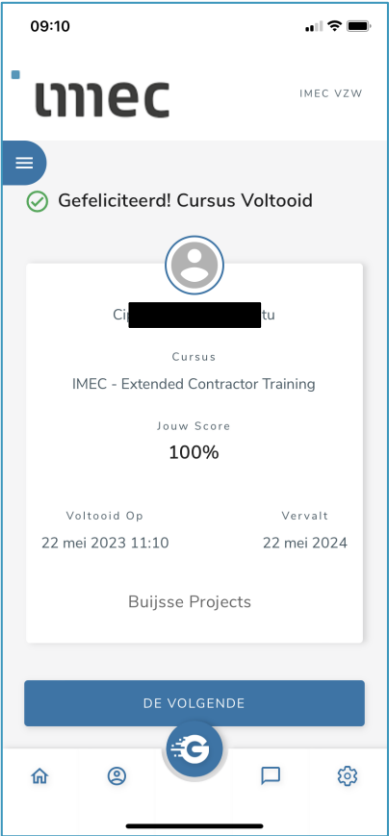 09:10
imec
IMEC VZW
Gefeliciteerd! Cursus Voltooid
Cursus
IMEC - Extended Contractor Training
Jouw Score
100%
Voltooid Op
Vervalt
22 mei 2023 11:10
22 mei 2024
Buijsse Projects
DE VOLGENDE
G